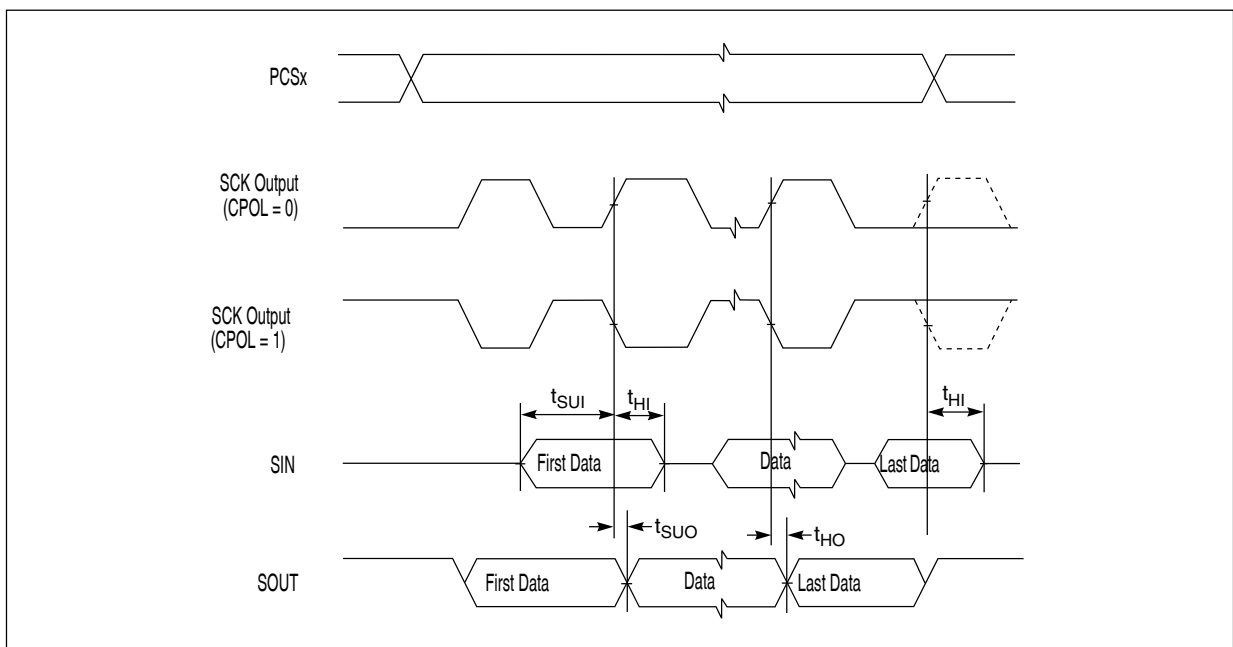 PCSx
SCK Output
(CPOL = 0)
SCK Output
(CPOL = 1)
tSUI
tHI
tHI
SIN
First Data
Data
Last Data
tSUO
tHO
SOUT
First Data
Data
Last Data